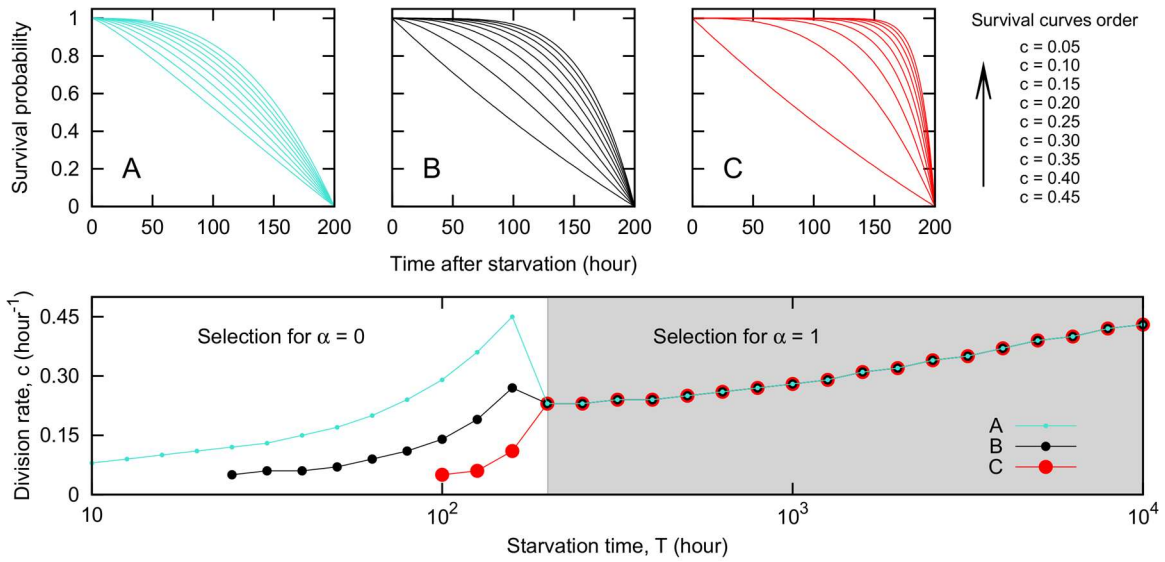 Survival probability
1
0.8
0.6
0.4
0.2
0
A
0 50 100 150 200
B
0 50 100 150 200
C
0 50 100 150 200
Time after starvation (hour)
Survival curves order
c = 0.05
c = 0.10
c = 0.15
c = 0.20
c = 0.25
c = 0.30
c = 0.35
c = 0.40
c = 0.45
Division rate, c (hour⁻¹)
0.45
0.30
0.15
0
Selection for α = 0
Selection for α = 1
A
B
C
10 10² 10³ 10⁴
Starvation time, T (hour)